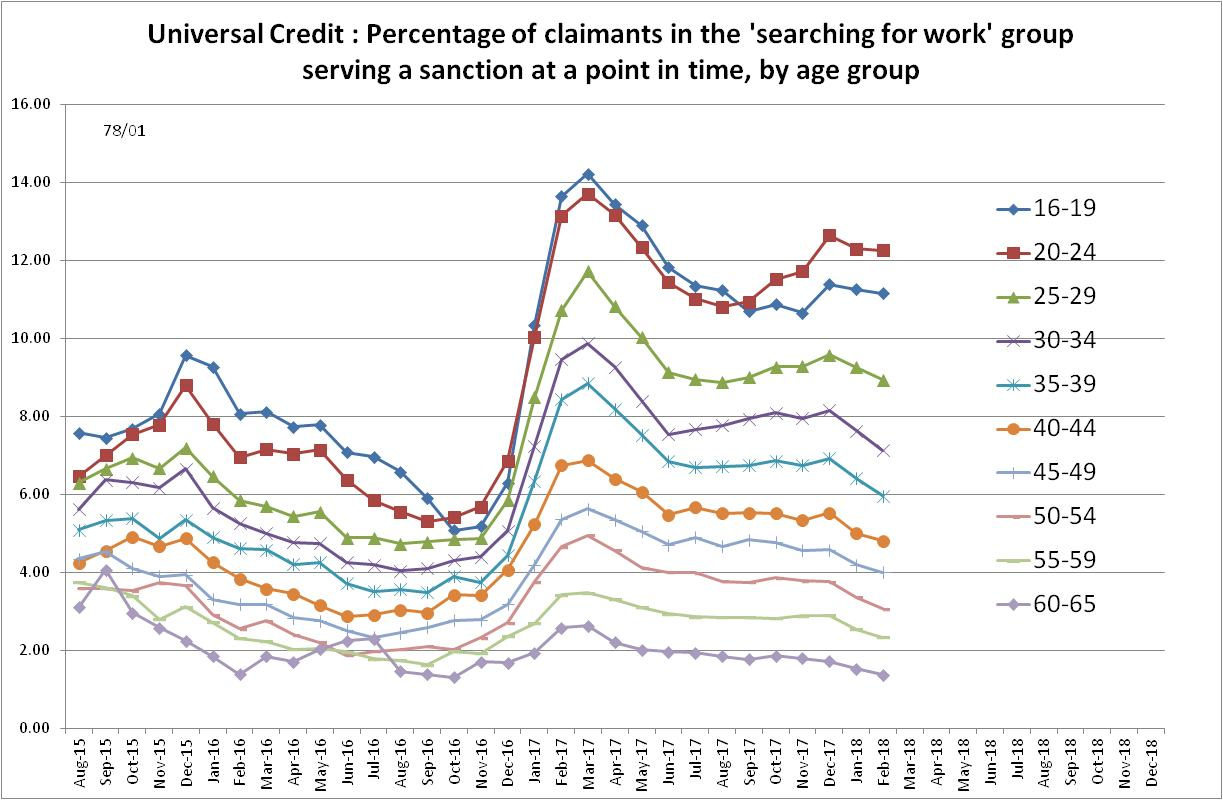 Universal Credit : Percentage of claimants in the 'searching for work' group
serving a sanction at a point in time, by age group
16.00
78/01
14.00
12.00
10.00
8.00
6.00
4.00
2.00
0.00
16-19
20-24
25-29
30-34
35-39
40-44
45-49
50-54
55-59
60-65
Aug-15
Sep-15
Oct-15
Nov-15
Dec-15
Jan-16
Feb-16
Mar-16
Apr-16
May-16
Jun-16
Jul-16
Aug-16
Sep-16
Oct-16
Nov-16
Dec-16
Jan-17
Feb-17
Mar-17
Apr-17
May-17
Jun-17
Jul-17
Aug-17
Sep-17
Oct-17
Nov-17
Dec-17
Jan-18
Feb-18
Mar-18
Apr-18
May-18
Jun-18
Jul-18
Aug-18
Sep-18
Oct-18
Nov-18
Dec-18